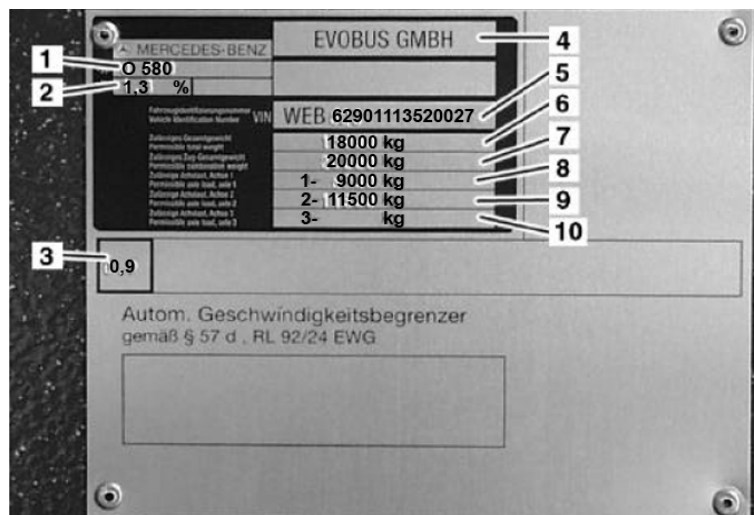 MERCEDES-BENZ
EVOBUS GMBH
4
1
O 580
2
1,3 %
5
Fahrzeugidentifizierungsnummer
Vehicle Identification Number VIN
WEB 62901113520027
6
Zulässiges Gesamtgewicht
Permissible total weight
18000 kg
7
Zulässiges Zug-Gesamtgewicht
Permissible combination weight
20000 kg
8
Zulässige Achslast, Achse 1
Permissible axle load, axle 1
1- 9000 kg
9
Zulässige Achslast, Achse 2
Permissible axle load, axle 2
2- 11500 kg
10
Zulässige Achslast, Achse 3
Permissible axle load, axle 3
3- kg
3
0,9
Autom. Geschwindigkeitsbegrenzer
gemäß § 57 d , RL 92/24 EWG